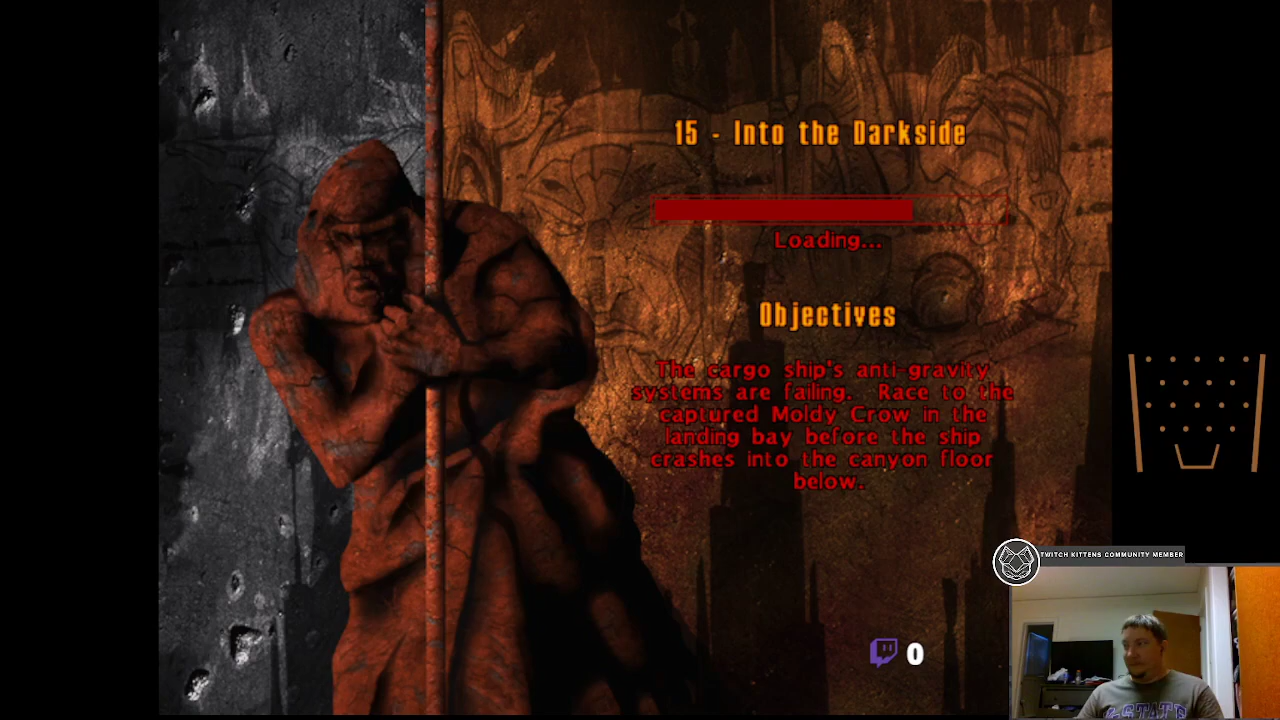 15 - Into the Darkside
Loading...
Objectives
The cargo ship's anti-gravity
systems are failing. Race to the
captured Moldy Crow in the
landing bay before the ship
crashes into the canyon floor
below.
TWITCH KITTENS COMMUNITY MEMBER
0